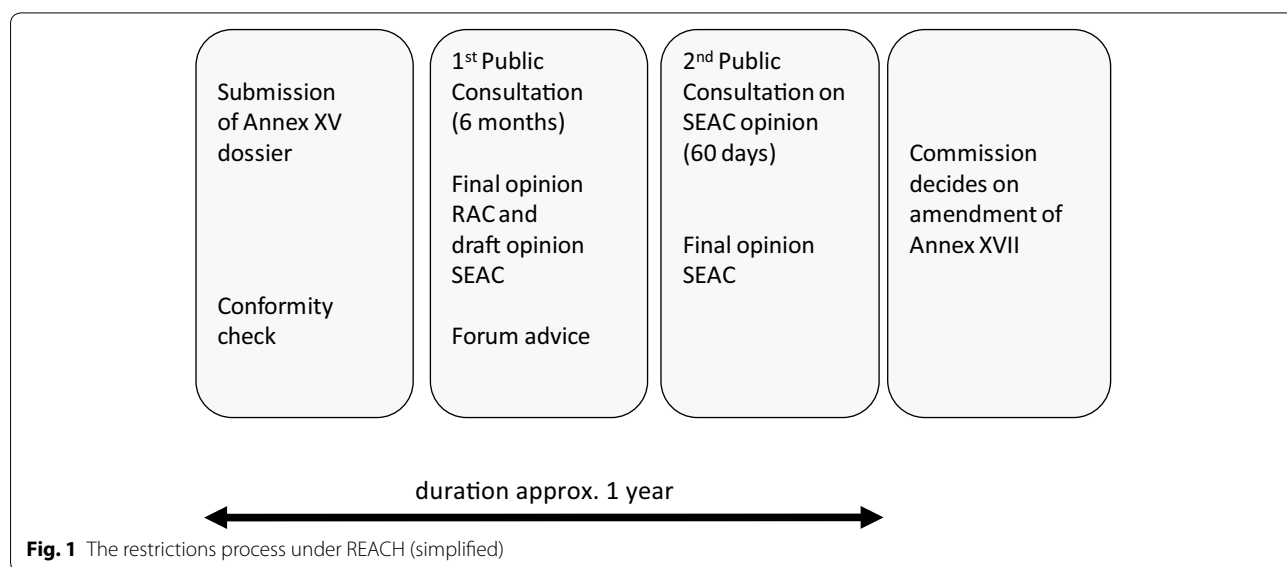 Submission
of Annex XV
dossier
Conformity
check
1st Public
Consultation
(6 months)
Final opinion
RAC and
draft opinion
SEAC
Forum advice
2nd Public
Consultation on
SEAC opinion
(60 days)
Final opinion
SEAC
Commission
decides on
amendment of
Annex XVII
duration approx. 1 year
Fig. 1 The restrictions process under REACH (simplified)